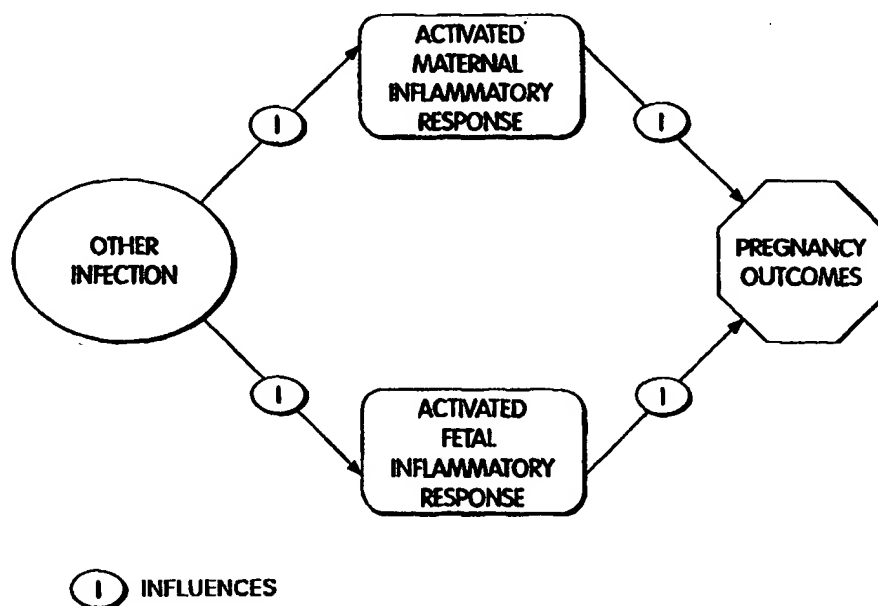 ACTIVATED
MATERNAL
INFLAMMATORY
RESPONSE
I
I
OTHER
INFECTION
PREGNANCY
OUTCOMES
I
I
ACTIVATED
FETAL
INFLAMMATORY
RESPONSE
I INFLUENCES